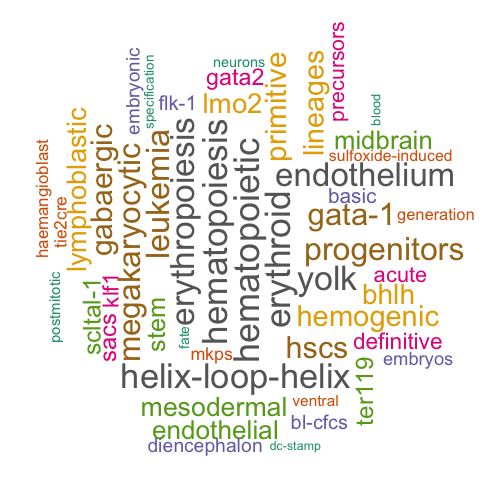 neurons
gata2
precursors
embryonic
specification
flk-1
lmo2
primitive
lineages
blood
haemangioblast
tie2cre
lymphoblastic
gabaergic
megakaryocytic
leukemia
erythropoiesis
hematopoiesis
hematopoietic
erythroid
midbrain
sulfoxide-induced
endothelium
basic
gata-1
generation
progenitors
yolk
acute
bhlh
hemogenic
postmitotic
scltal-1
sacs
klf1
stem
fate
mkps
hscs
definitive
embryos
helix-loop-helix
ter119
mesodermal
ventral
endothelial
bl-cfcs
diencephalon
dc-stamp